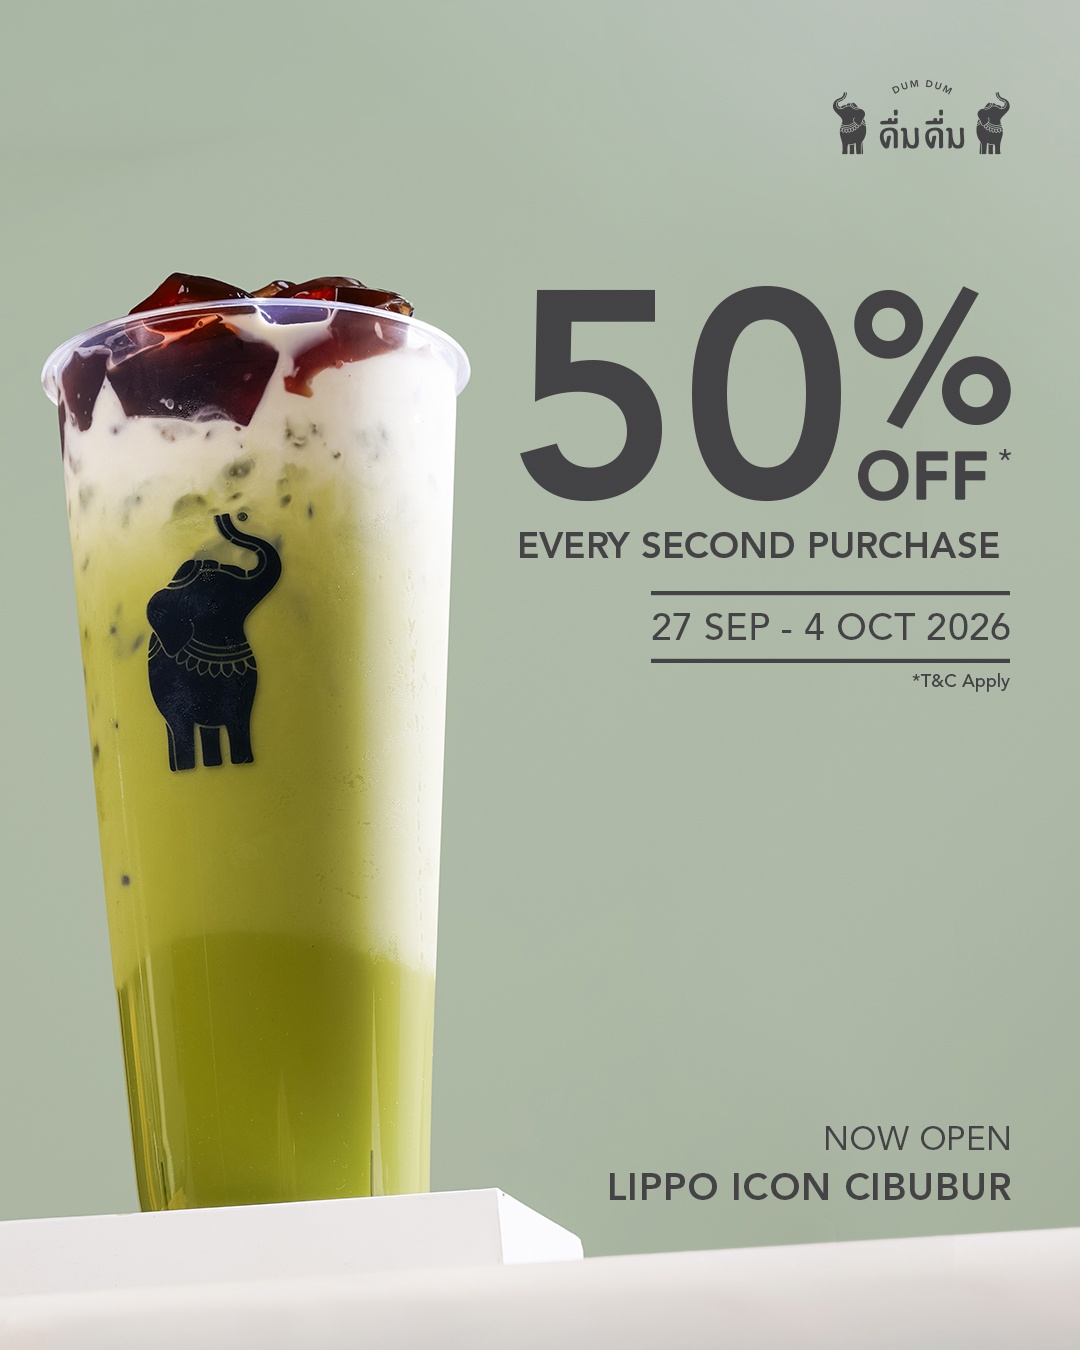 DUM DUM
ดื่มดื่ม
50%
OFF*
EVERY SECOND PURCHASE
27 SEP - 4 OCT 2026
*T&C Apply
®
NOW OPEN
LIPPO ICON CIBUBUR